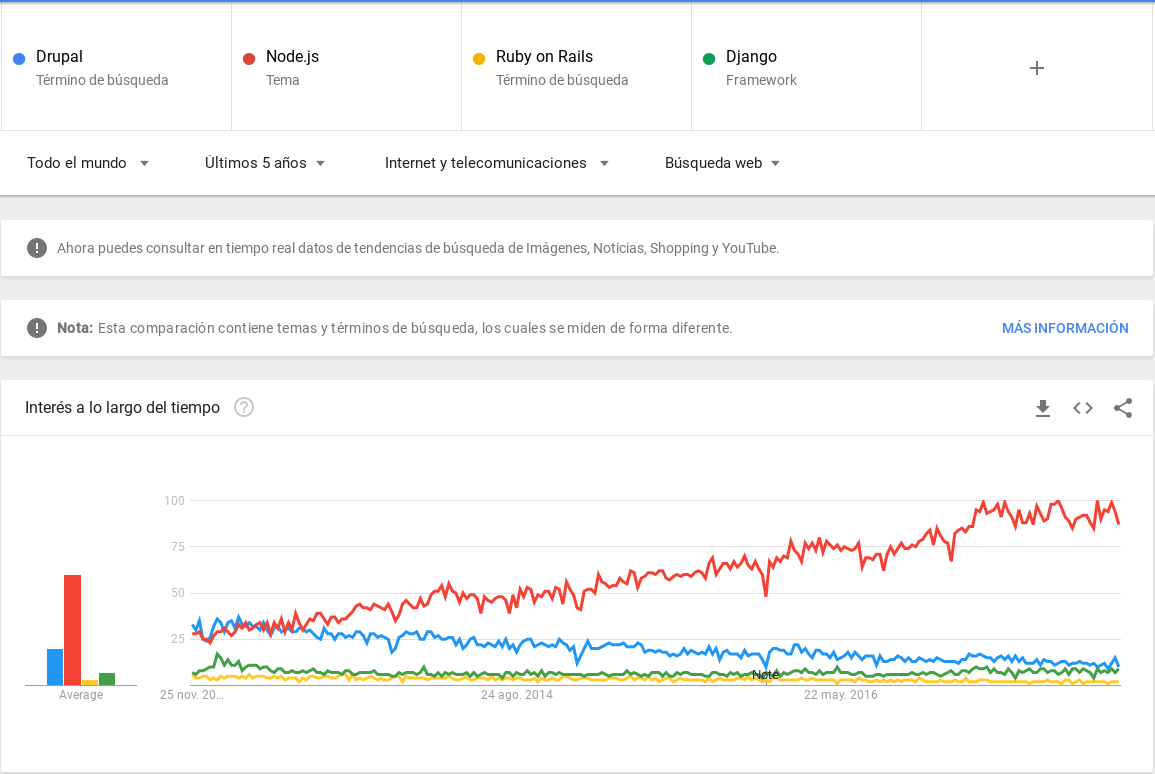 Drupal
Término de búsqueda
Node.js
Tema
Ruby on Rails
Término de búsqueda
Django
Framework
+
Todo el mundo
Últimos 5 años
Internet y telecomunicaciones
Búsqueda web
Ahora puedes consultar en tiempo real datos de tendencias de búsqueda de Imágenes, Noticias, Shopping y YouTube.
Nota: Esta comparación contiene temas y términos de búsqueda, los cuales se miden de forma diferente.
MÁS INFORMACIÓN
Interés a lo largo del tiempo
100
75
50
25
Note
Average
25 nov. 20...
24 ago. 2014
22 may. 2016